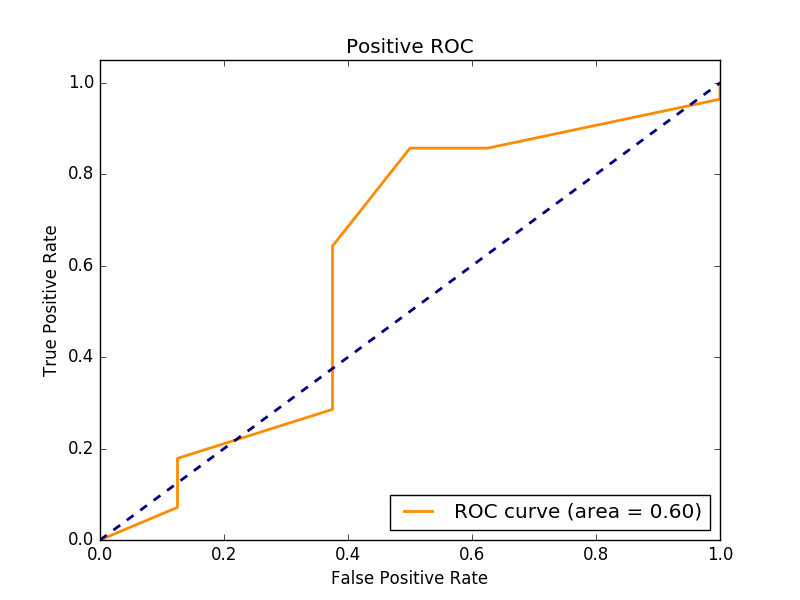 Positive ROC
True Positive Rate
1.0
0.8
0.6
0.4
0.2
0.0
ROC curve (area = 0.60)
0.0 0.2 0.4 0.6 0.8 1.0
False Positive Rate